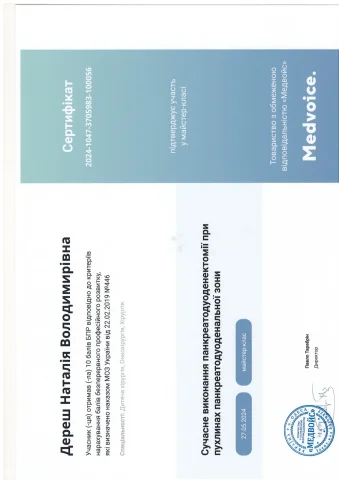 Сертифікат
2024-1047-3705983-100056
підтверджує участь
у майстер-класі
Товариство з обмеженою
відповідальністю «Медвойс»
Medvoice.
Дереш Наталія Володимирівна
Учасник (-ця) отримав (-ла) 10 балів БПР відповідно до критеріїв
нарахування балів безперервного професійного розвитку,
які визначено наказом МОЗ України від 22.02.2019 №446
Спеціальності: Дитяча хірургія, Онкохірургія, Хірургія.
Сучасне виконання панкреатодуоденектомії при
пухлинах панкреатодуоденальної зони
27.05.2024
майстер-клас
Директор
«МЕДВОЙС»